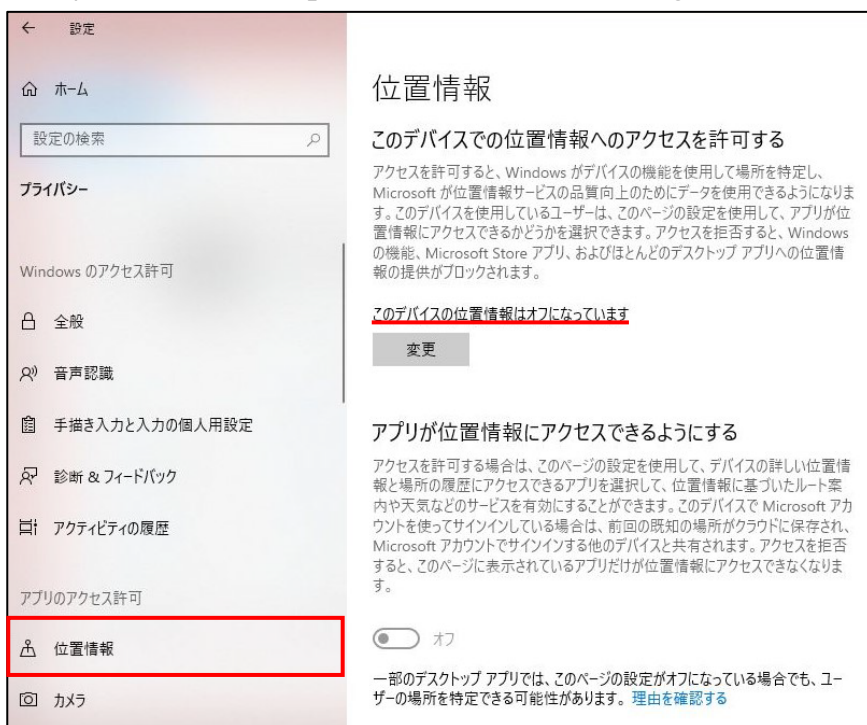 ← 設定
ホーム
設定の検索
プライバシー
Windows のアクセス許可
全般
音声認識
手描き入力と入力の個人用設定
診断 & フィードバック
アクティビティの履歴
アプリのアクセス許可
位置情報
カメラ
位置情報
このデバイスでの位置情報へのアクセスを許可する
アクセスを許可すると、Windows がデバイスの機能を使用して場所を特定し、
Microsoft が位置情報サービスの品質向上のためにデータを使用できるようになりま
す。このデバイスを使用しているユーザーは、このページの設定を使用して、アプリが位
置情報にアクセスできるかどうかを選択できます。アクセスを拒否すると、Windows
の機能、Microsoft Store アプリ、およびほとんどのデスクトップ アプリへの位置情
報の提供がブロックされます。
このデバイスの位置情報はオフになっています
変更
アプリが位置情報にアクセスできるようにする
アクセスを許可する場合は、このページの設定を使用して、デバイスの詳しい位置情
報と場所の履歴にアクセスできるアプリを選択して、位置情報に基づいたルート案
内や天気などのサービスを有効にすることができます。このデバイスで Microsoft アカ
ウントを使ってサインインしている場合は、前回の既知の場所がクラウドに保存され、
Microsoft アカウントでサインインする他のデバイスと共有されます。アクセスを拒否
すると、このページに表示されているアプリだけが位置情報にアクセスできなくなりま
す。
オフ
一部のデスクトップ アプリでは、このページの設定がオフになっている場合でも、ユー
ザーの場所を特定できる可能性があります。理由を確認する